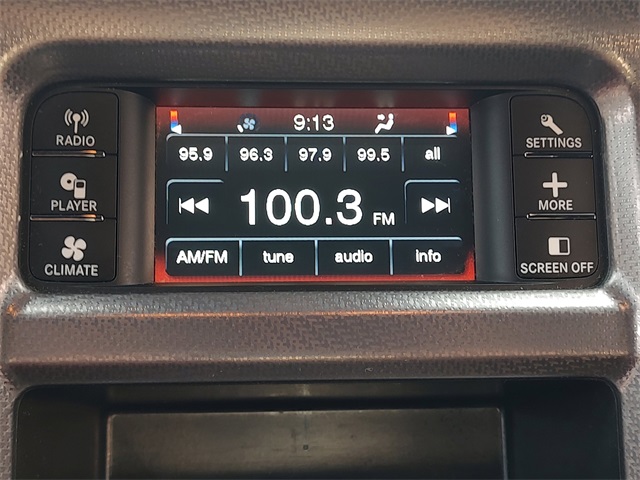 9:13
RADIO
95.9 96.3 97.9 99.5 all
SETTINGS
PLAYER
100.3 FM
MORE
CLIMATE
AM/FM tune audio info
SCREEN OFF